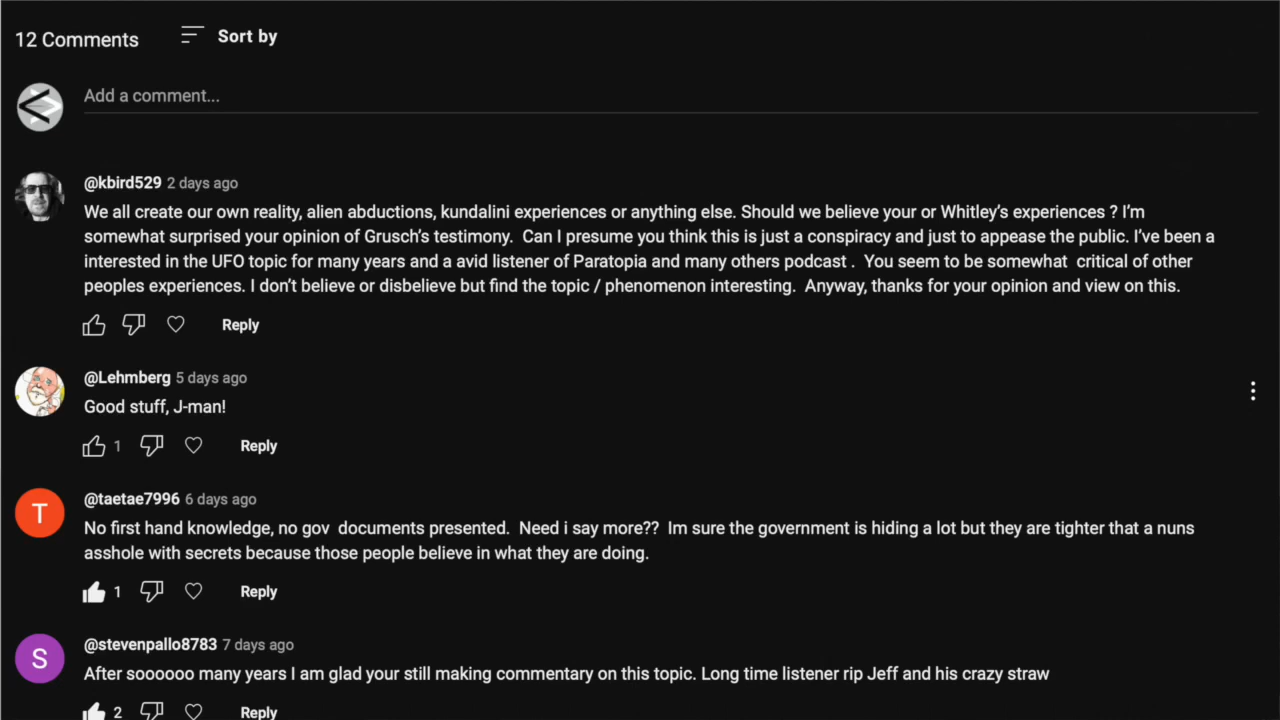 12 Comments
Sort by
Add a comment...
@kbird529 2 days ago
We all create our own reality, alien abductions, kundalini experiences or anything else. Should we believe your or Whitley's experiences ? I'm
somewhat surprised your opinion of Grusch's testimony.  Can I presume you think this is just a conspiracy and just to appease the public. I've been a
interested in the UFO topic for many years and a avid listener of Paratopia and many others podcast .  You seem to be somewhat  critical of other
peoples experiences. I don't believe or disbelieve but find the topic / phenomenon interesting.  Anyway, thanks for your opinion and view on this.
Reply
@Lehmberg 5 days ago
Good stuff, J-man!
1 Reply
T
@taetae7996 6 days ago
No first hand knowledge, no gov  documents presented.  Need i say more??  Im sure the government is hiding a lot but they are tighter that a nuns
asshole with secrets because those people believe in what they are doing.
1 Reply
S
@stevenpallo8783 7 days ago
After soooooo many years I am glad your still making commentary on this topic. Long time listener rip Jeff and his crazy straw
2 Reply